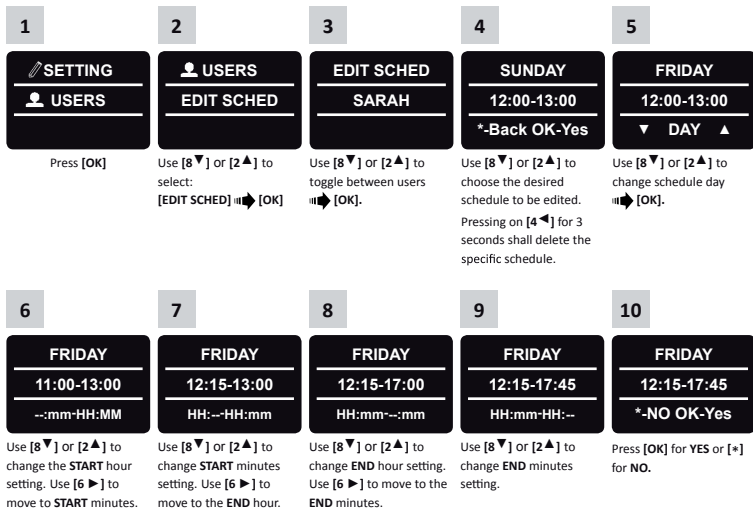 1
SETTING
USERS
Press [OK]
2
USERS
EDIT SCHED
Use [8▼] or [2▲] to
select:
[EDIT SCHED] [OK]
3
EDIT SCHED
SARAH
Use [8▼] or [2▲] to
toggle between users
[OK].
4
SUNDAY
12:00-13:00
*-Back OK-Yes
Use [8▼] or [2▲] to
choose the desired
schedule to be edited.
Pressing on [4◄] for 3
seconds shall delete the
specific schedule.
5
FRIDAY
12:00-13:00
▼ DAY ▲
Use [8▼] or [2▲] to
change schedule day
[OK].
6
FRIDAY
11:00-13:00
--:mm-HH:MM
Use [8▼] or [2▲] to
change the START hour
setting. Use [6 ►] to
move to START minutes.
7
FRIDAY
12:15-13:00
HH:--HH:mm
Use [8▼] or [2▲] to
change START minutes
setting. Use [6 ►] to
move to the END hour.
8
FRIDAY
12:15-17:00
HH:mm--:mm
Use [8▼] or [2▲] to
change END hour setting.
Use [6 ►] to move to the
END minutes.
9
FRIDAY
12:15-17:45
HH:mm-HH:--
Use [8▼] or [2▲] to
change END minutes
setting.
10
FRIDAY
12:15-17:45
*-NO OK-Yes
Press [OK] for YES or [*]
for NO.